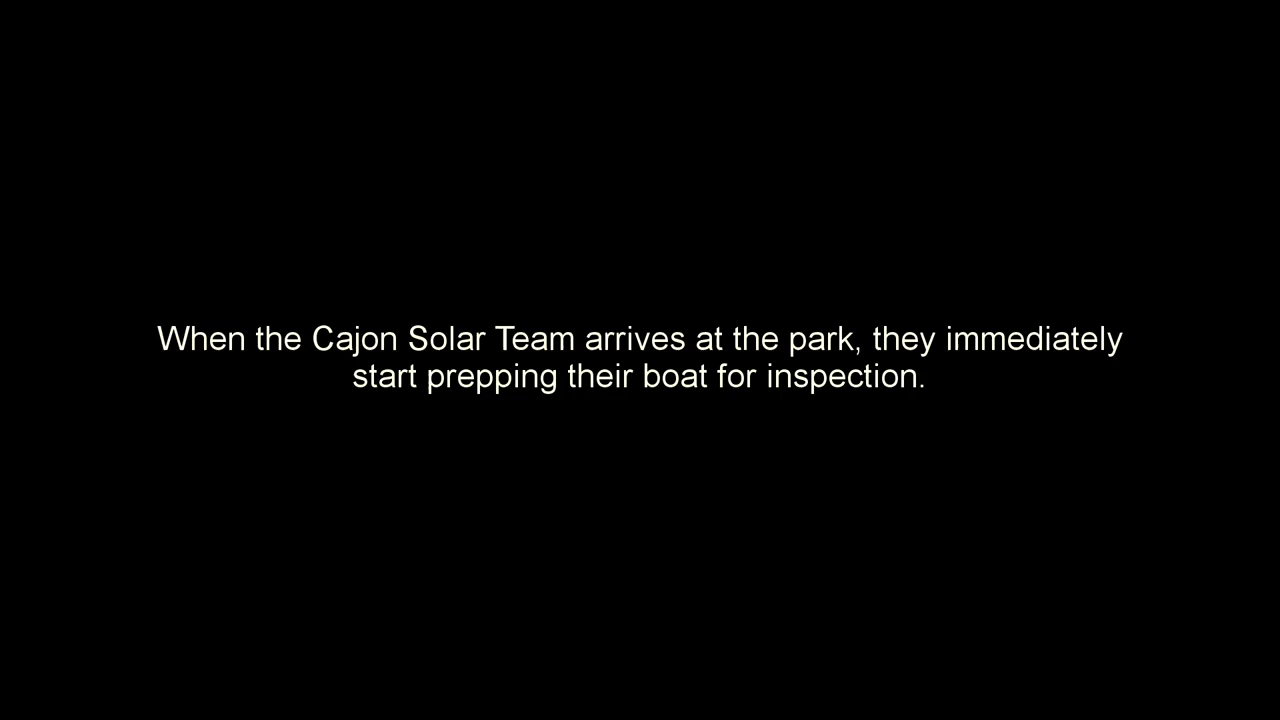 When the Cajon Solar Team arrives at the park, they immediately
start prepping their boat for inspection.